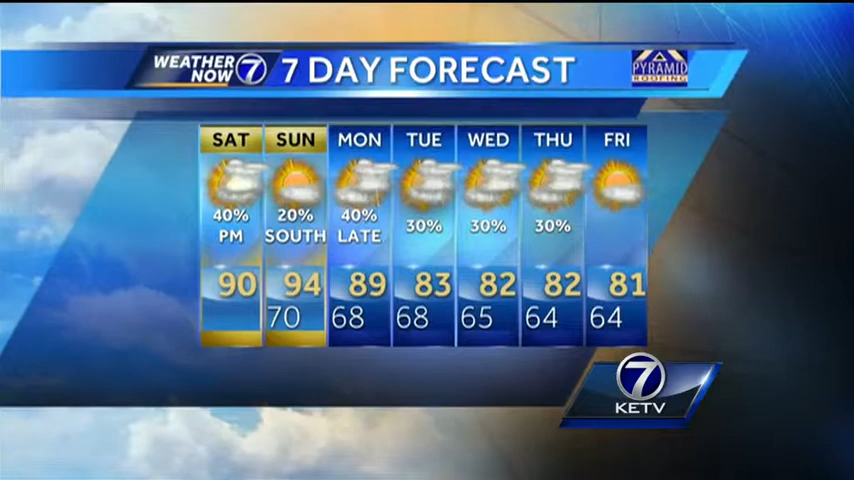 WEATHER NOW 7 7 DAY FORECAST PYRAMID ROOFING
SAT SUN MON TUE WED THU FRI
40% PM 20% SOUTH 40% LATE 30% 30% 30%
90 94 89 83 82 82 81
70 68 68 65 64 64
7
KETV